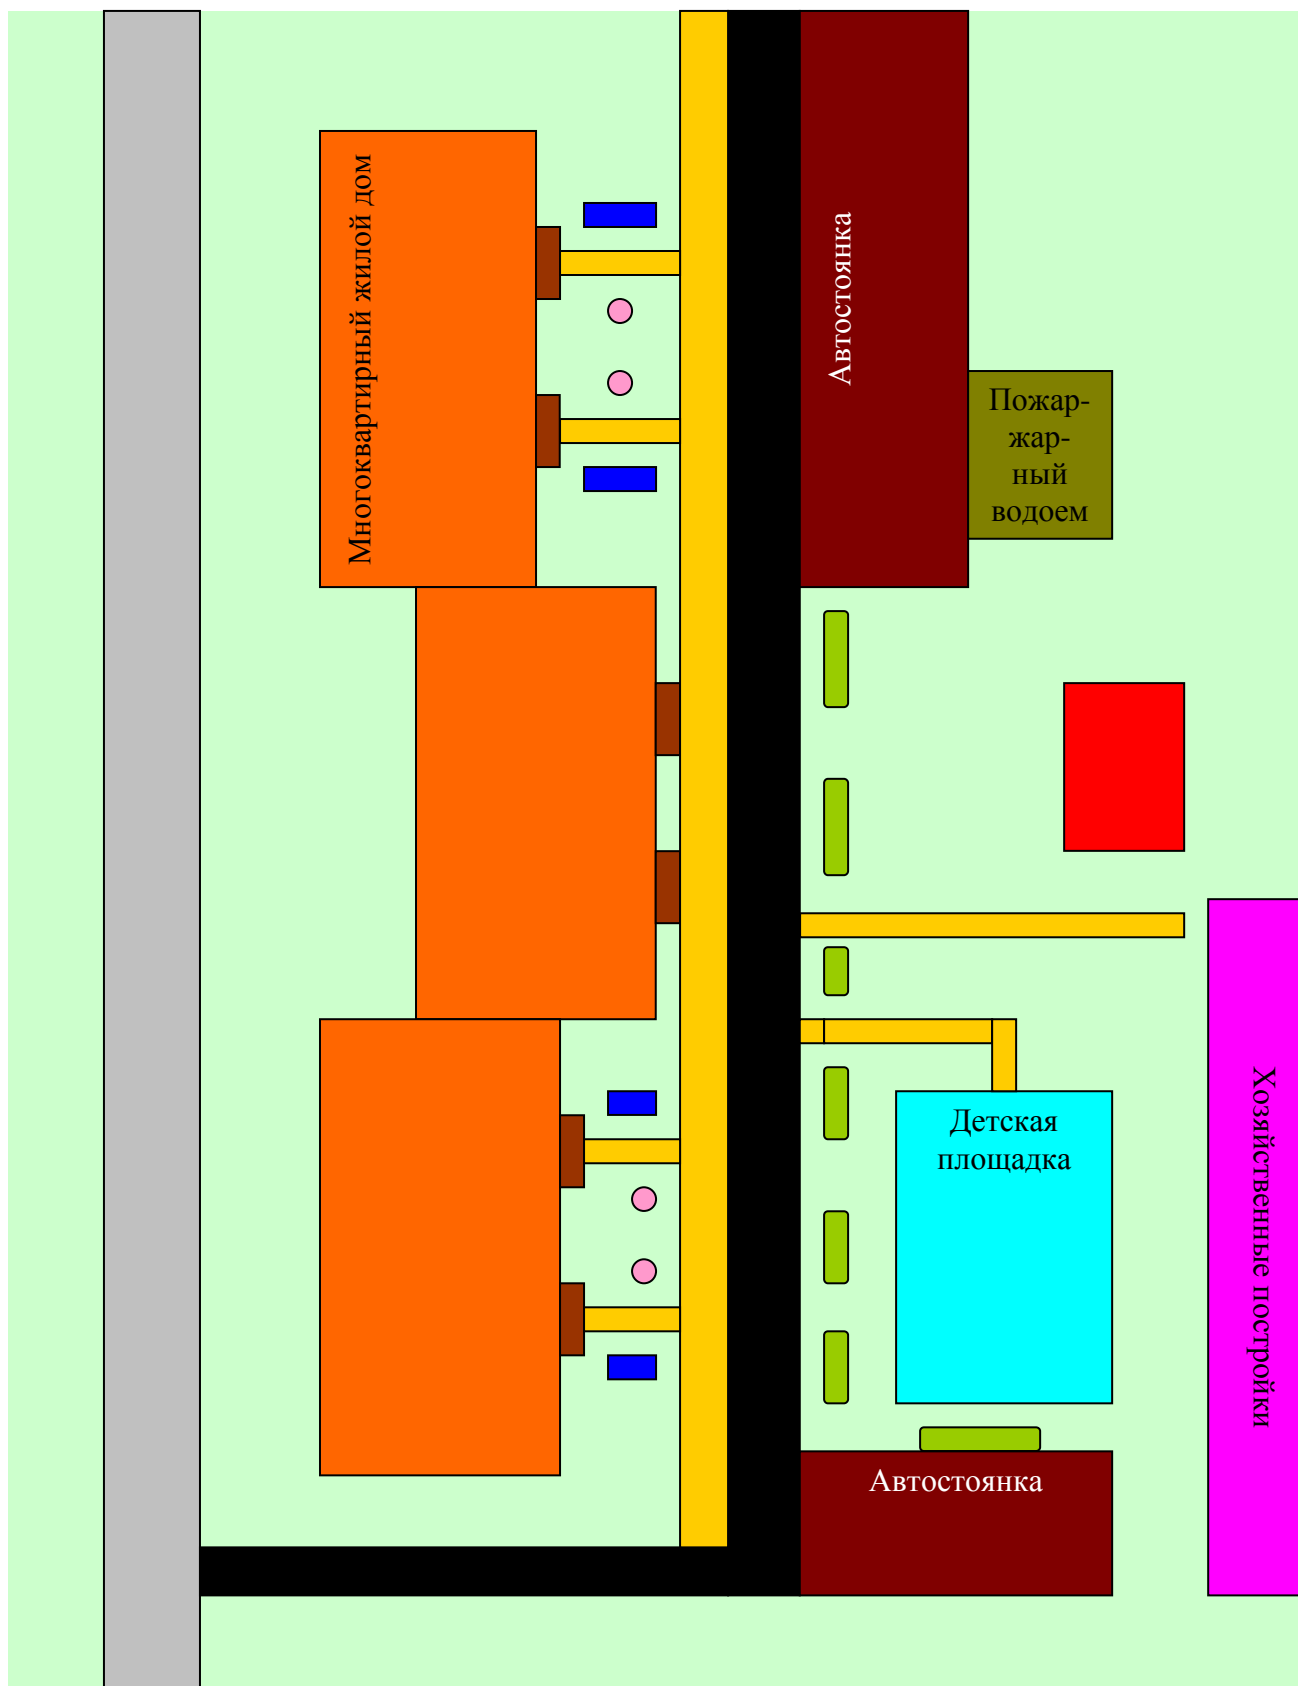 Многоквартирный жилой дом
Автостоянка
Пожар-
жар-
ный
водоем
Детская
площадка
Хозяйственные постройки
Автостоянка